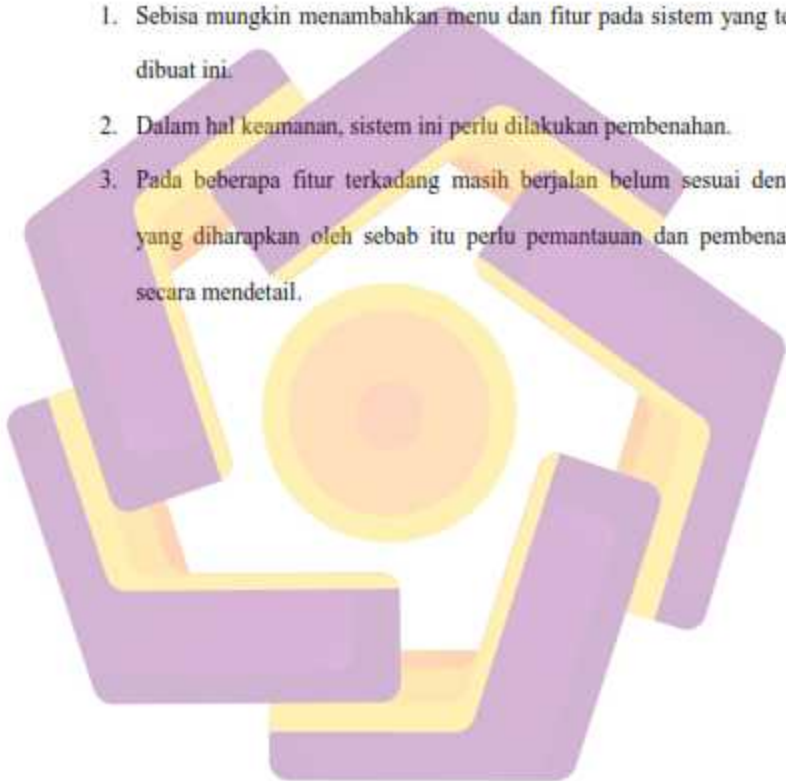 1. Sebisa mungkin menambahkan menu dan fitur pada sistem yang te
dibuat ini.
2. Dalam hal keamanan, sistem ini perlu dilakukan pembenahan.
3. Pada beberapa fitur terkadang masih berjalan belum sesuai den
yang diharapkan oleh sebab itu perlu pemantauan dan pembena
secara mendetail.